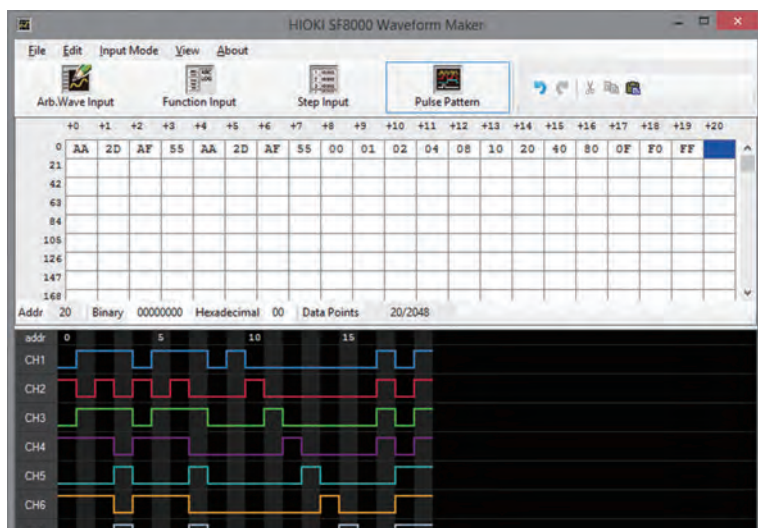 HIOKI SF8000 Waveform Maker
File Edit Input Mode View About
Arb.Wave Input Function Input Step Input Pulse Pattern
+0 +1 +2 +3 +4 +5 +6 +7 +8 +9 +10 +11 +12 +13 +14 +15 +16 +17 +18 +19 +20
0 AA 2D AF 55 AA 2D AF 55 00 01 02 04 08 10 20 40 80 0F F0 FF
21
42
63
84
105
126
147
168
Addr 20 Binary 00000000 Hexadecimal 00 Data Points 20/2048
addr 0 5 10 15
CH1
CH2
CH3
CH4
CH5
CH6